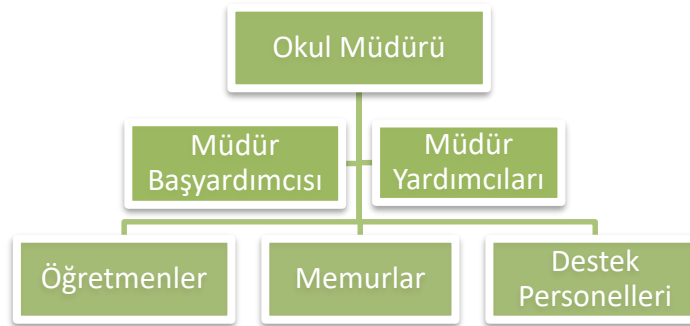 Okul Müdürü
Müdür
Başyardımcısı
Müdür
Yardımcıları
Öğretmenler
Memurlar
Destek
Personelleri